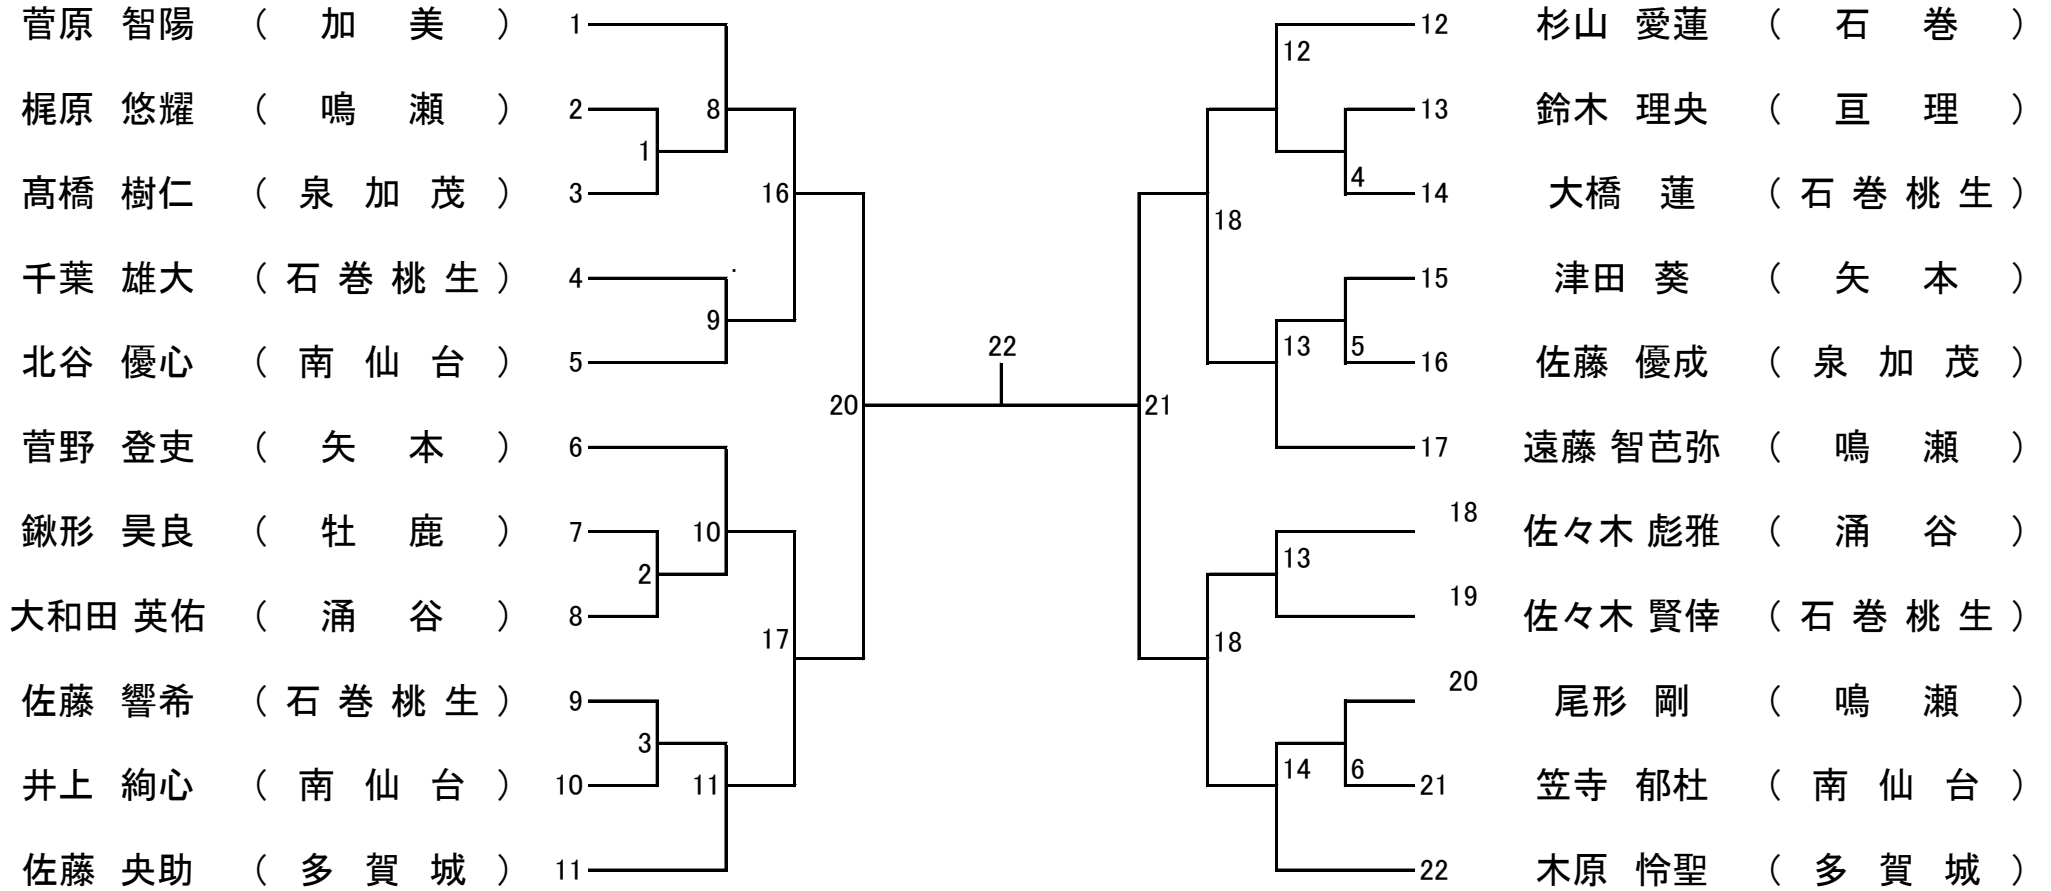 菅原 智陽 （ 加 美 ） 1
梶原 悠耀 （ 鳴 瀬 ） 2
髙橋 樹仁 （ 泉 加 茂 ） 3
千葉 雄大 （ 石 巻 桃 生 ） 4
北谷 優心 （ 南 仙 台 ） 5
菅野 登吏 （ 矢 本 ） 6
鍬形 昊良 （ 牡 鹿 ） 7
大和田 英佑 （ 涌 谷 ） 8
佐藤 響希 （ 石 巻 桃 生 ） 9
井上 絢心 （ 南 仙 台 ） 10
佐藤 央助 （ 多 賀 城 ） 11
1
2
3
8
9
10
11
16
17
20
22
21
18
18
12
13
13
14
4
5
6
12 杉山 愛蓮 （ 石 巻 ）
13 鈴木 理央 （ 亘 理 ）
14 大橋 蓮 （ 石 巻 桃 生 ）
15 津田 葵 （ 矢 本 ）
16 佐藤 優成 （ 泉 加 茂 ）
17 遠藤 智芭弥 （ 鳴 瀬 ）
18 佐々木 彪雅 （ 涌 谷 ）
19 佐々木 賢倖 （ 石 巻 桃 生 ）
20 尾形 剛 （ 鳴 瀬 ）
21 笠寺 郁杜 （ 南 仙 台 ）
22 木原 怜聖 （ 多 賀 城 ）